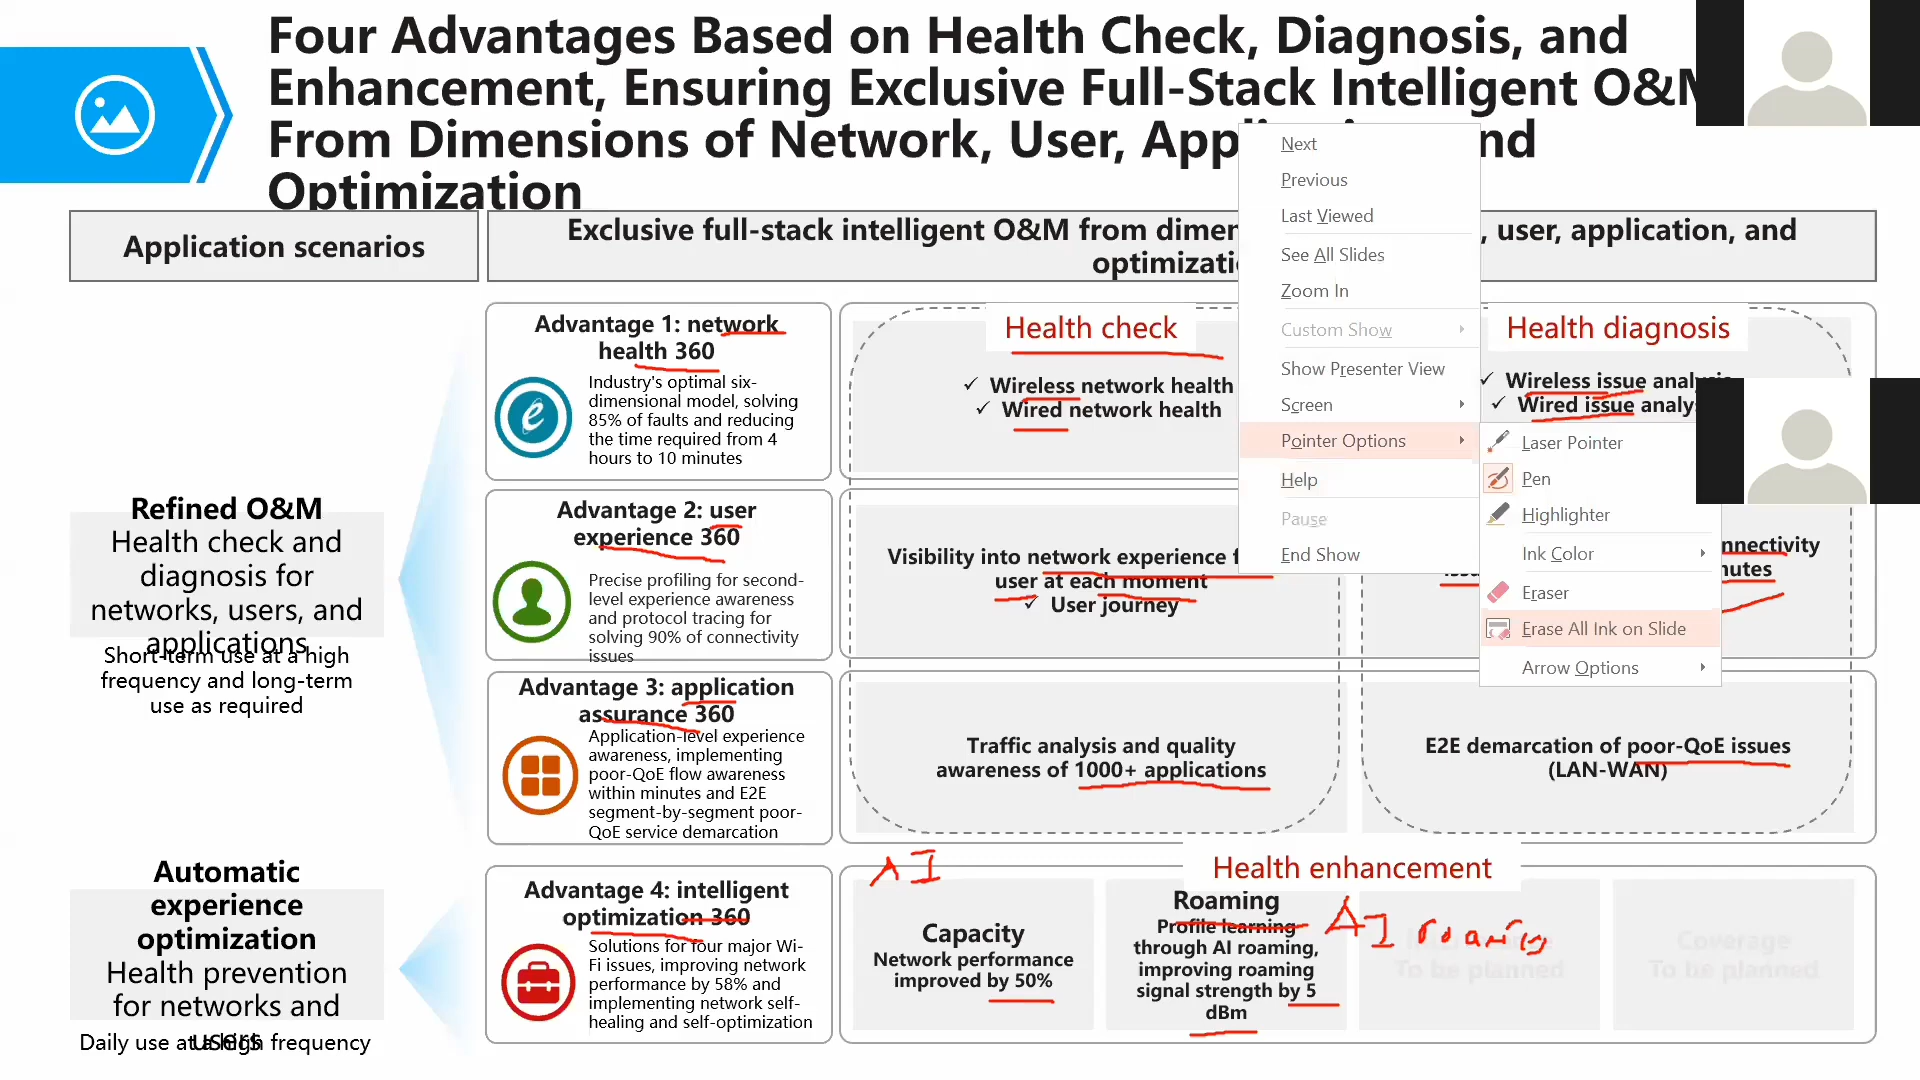 Four Advantages Based on Health Check, Diagnosis, and
Enhancement, Ensuring Exclusive Full-Stack Intelligent O&M
From Dimensions of Network, User, nd
Optimization
Application scenarios
Exclusive full-stack intelligent O&M from , user, application, and
Advantage 1: network
health 360
Industry's optimal six-
dimensional model, solving
85% of faults and reducing
the time required from 4
hours to 10 minutes
Health check
✓ Wireless network health
✓ Wired network health
Health diagnosis
✓ Wireless issue analysis
✓ Wired issue
Refined O&M
Health check and
diagnosis for
networks, users, and
applications
Short-term use at a high
frequency and long-term
use as required
Advantage 2: user
experience 360
Precise profiling for second-
level experience awareness
and protocol tracing for
solving 90% of connectivity
issues
Visibility into network experience
user at each moment
✓ User journey
nnectivity
nutes
Advantage 3: application
assurance 360
Application-level experience
awareness, implementing
poor-QoE flow awareness
within minutes and E2E
segment-by-segment poor-
QoE service demarcation
Traffic analysis and quality
awareness of 1000+ applications
E2E demarcation of poor-QoE issues
(LAN-WAN)
Automatic
experience
optimization
Health prevention
for networks and
users
Daily use at a high frequency
Advantage 4: intelligent
optimization 360
Solutions for four major Wi-
Fi issues, improving network
performance by 58% and
implementing network self-
healing and self-optimization
AI
Health enhancement
Capacity
Network performance
improved by 50%
Roaming
Profile learning
through AI roaming,
improving roaming
signal strength by 5
dBm
AI roaming
To be planned
Coverage
To be planned
Next
Previous
Last Viewed
See All Slides
Zoom In
Custom Show
Show Presenter View
Screen
Pointer Options
Help
Pause
End Show
Laser Pointer
Pen
Highlighter
Ink Color
Eraser
Erase All Ink on Slide
Arrow Options